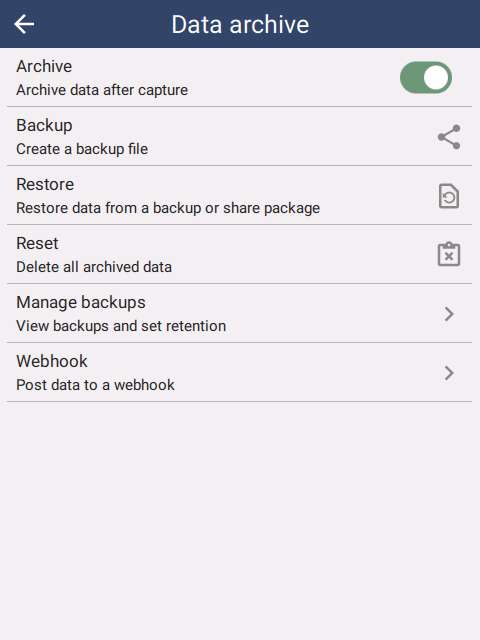 Data archive
Archive
Archive data after capture
Backup
Create a backup file
Restore
Restore data from a backup or share package
Reset
Delete all archived data
Manage backups
View backups and set retention
Webhook
Post data to a webhook